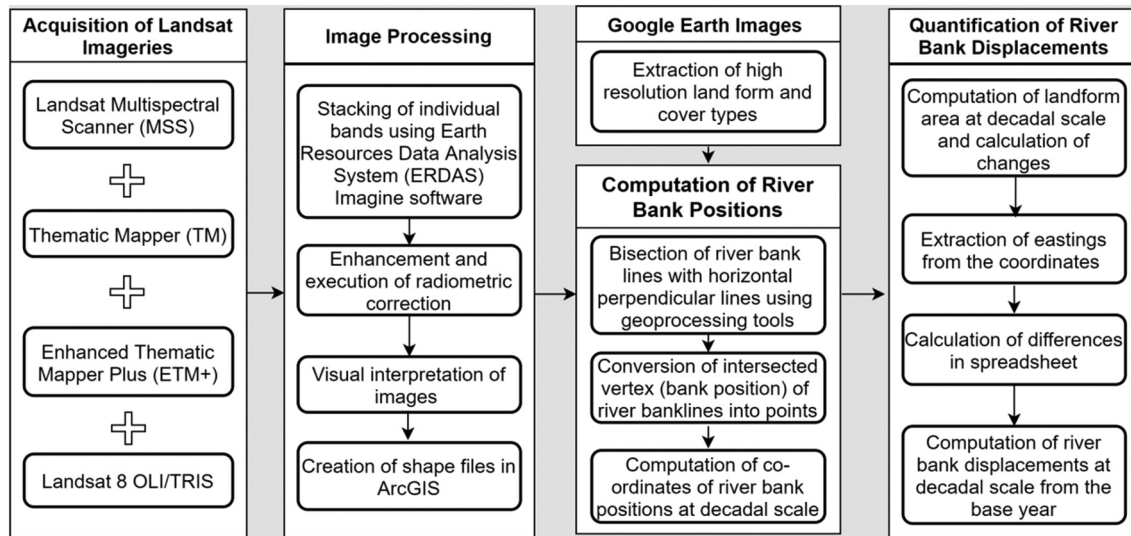 Acquisition of Landsat
Imageries
Landsat Multispectral
Scanner (MSS)
Thematic Mapper (TM)
Enhanced Thematic
Mapper Plus (ETM+)
Landsat 8 OLI/TRIS
Image Processing
Stacking of individual
bands using Earth
Resources Data Analysis
System (ERDAS)
Imagine software
Enhancement and
execution of radiometric
correction
Visual interpretation of
images
Creation of shape files in
ArcGIS
Google Earth Images
Extraction of high
resolution land form and
cover types
Computation of River
Bank Positions
Bisection of river bank
lines with horizontal
perpendicular lines using
geoprocessing tools
Conversion of intersected
vertex (bank position) of
river banklines into points
Computation of co-
ordinates of river bank
positions at decadal scale
Quantification of River
Bank Displacements
Computation of landform
area at decadal scale
and calculation of
changes
Extraction of eastings
from the coordinates
Calculation of differences
in spreadsheet
Computation of river
bank displacements at
decadal scale from the
base year